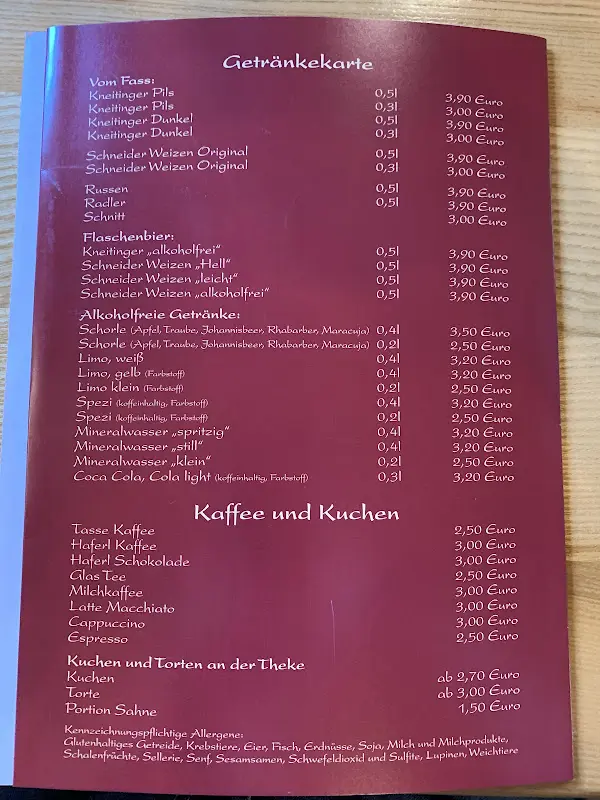 Getränkekarte
Vom Fass:
Kneitinger Pils 0,5l 3,90 Euro
Kneitinger Pils 0,3l 3,00 Euro
Kneitinger Dunkel 0,5l 3,90 Euro
Kneitinger Dunkel 0,3l 3,00 Euro
Schneider Weizen Original 0,5l 3,90 Euro
Schneider Weizen Original 0,3l 3,00 Euro
Russen 0,5l 3,90 Euro
Radler 0,5l 3,90 Euro
Schnitt 3,00 Euro
Flaschenbier:
Kneitinger „alkoholfrei“ 0,5l 3,90 Euro
Schneider Weizen „Hell“ 0,5l 3,90 Euro
Schneider Weizen „leicht“ 0,5l 3,90 Euro
Schneider Weizen „alkoholfrei“ 0,5l 3,90 Euro
Alkoholfreie Getränke:
Schorle (Apfel, Traube, Johannisbeer, Rhabarber, Maracuja) 0,4l 3,50 Euro
Schorle (Apfel, Traube, Johannisbeer, Rhabarber, Maracuja) 0,2l 2,50 Euro
Limo, weiß 0,4l 3,20 Euro
Limo, gelb (Farbstoff) 0,4l 3,20 Euro
Limo klein (Farbstoff) 0,2l 2,50 Euro
Spezi (koffeinhaltig, Farbstoff) 0,4l 3,20 Euro
Spezi (koffeinhaltig, Farbstoff) 0,2l 2,50 Euro
Mineralwasser „spritzig“ 0,4l 3,20 Euro
Mineralwasser „still“ 0,4l 3,20 Euro
Mineralwasser „klein“ 0,2l 2,50 Euro
Coca Cola, Cola light (koffeinhaltig, Farbstoff) 0,3l 3,20 Euro
Kaffee und Kuchen
Tasse Kaffee 2,50 Euro
Haferl Kaffee 3,00 Euro
Haferl Schokolade 3,00 Euro
Glas Tee 2,50 Euro
Milchkaffee 3,00 Euro
Latte Macchiato 3,00 Euro
Cappuccino 3,00 Euro
Espresso 2,50 Euro
Kuchen und Torten an der Theke
Kuchen ab 2,70 Euro
Torte ab 3,00 Euro
Portion Sahne 1,50 Euro
Kennzeichnungspflichtige Allergene:
Glutenhaltiges Getreide, Krebstiere, Eier, Fisch, Erdnüsse, Soja, Milch und Milchprodukte,
Schalenfrüchte, Sellerie, Senf, Sesamsamen, Schwefeldioxid und Sulfite, Lupinen, Weichtiere